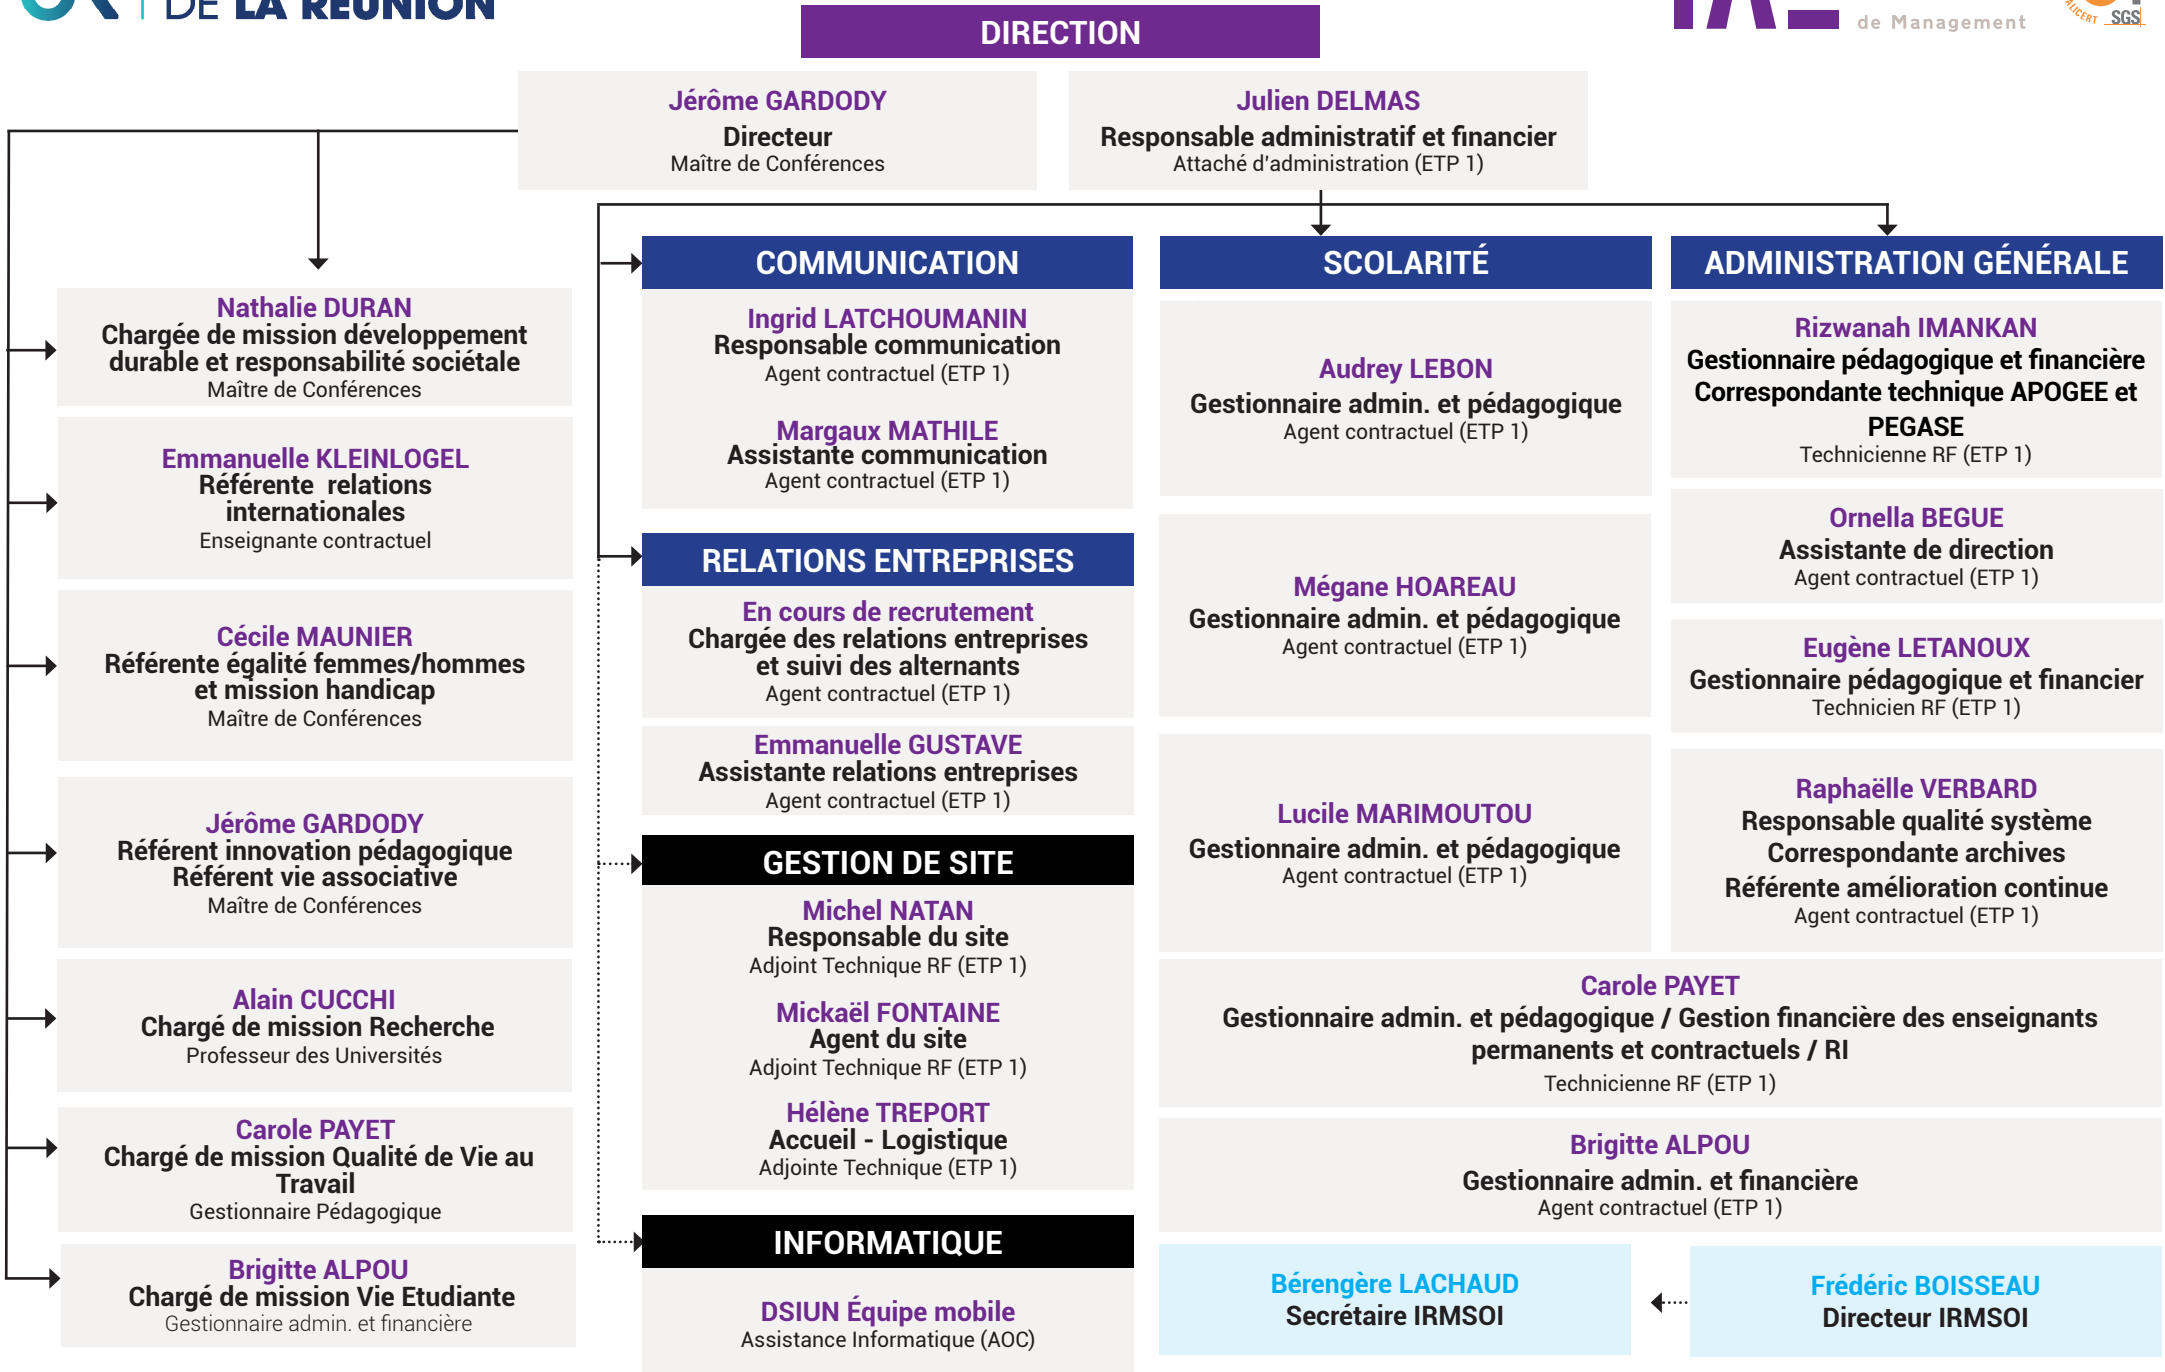 DE LA RÉUNION
DIRECTION
de Management
QUALICERT
SGS
Jérôme GARDODY
Directeur
Maître de Conférences
Julien DELMAS
Responsable administratif et financier
Attaché d'administration (ETP 1)
Nathalie DURAN
Chargée de mission développement
durable et responsabilité sociétale
Maître de Conférences
Emmanuelle KLEINLOGEL
Référente relations
internationales
Enseignante contractuel
Cécile MAUNIER
Référente égalité femmes/hommes
et mission handicap
Maître de Conférences
Jérôme GARDODY
Référent innovation pédagogique
Référent vie associative
Maître de Conférences
Alain CUCCHI
Chargé de mission Recherche
Professeur des Universités
Carole PAYET
Chargé de mission Qualité de Vie au
Travail
Gestionnaire Pédagogique
Brigitte ALPOU
Chargé de mission Vie Etudiante
Gestionnaire admin. et financière
COMMUNICATION
Ingrid LATCHOUMANIN
Responsable communication
Agent contractuel (ETP 1)
Margaux MATHILE
Assistante communication
Agent contractuel (ETP 1)
RELATIONS ENTREPRISES
En cours de recrutement
Chargée des relations entreprises
et suivi des alternants
Agent contractuel (ETP 1)
Emmanuelle GUSTAVE
Assistante relations entreprises
Agent contractuel (ETP 1)
GESTION DE SITE
Michel NATAN
Responsable du site
Adjoint Technique RF (ETP 1)
Mickaël FONTAINE
Agent du site
Adjoint Technique RF (ETP 1)
Hélène TREPORT
Accueil - Logistique
Adjointe Technique (ETP 1)
INFORMATIQUE
DSIUN Équipe mobile
Assistance Informatique (AOC)
SCOLARITÉ
Audrey LEBON
Gestionnaire admin. et pédagogique
Agent contractuel (ETP 1)
Mégane HOAREAU
Gestionnaire admin. et pédagogique
Agent contractuel (ETP 1)
Lucile MARIMOUTOU
Gestionnaire admin. et pédagogique
Agent contractuel (ETP 1)
ADMINISTRATION GÉNÉRALE
Rizwanah IMANKAN
Gestionnaire pédagogique et financière
Correspondante technique APOGEE et
PEGASE
Technicienne RF (ETP 1)
Ornella BEGUE
Assistante de direction
Agent contractuel (ETP 1)
Eugène LETANOUX
Gestionnaire pédagogique et financier
Technicien RF (ETP 1)
Raphaëlle VERBARD
Responsable qualité système
Correspondante archives
Référente amélioration continue
Agent contractuel (ETP 1)
Carole PAYET
Gestionnaire admin. et pédagogique / Gestion financière des enseignants
permanents et contractuels / RI
Technicienne RF (ETP 1)
Brigitte ALPOU
Gestionnaire admin. et financière
Agent contractuel (ETP 1)
Bérengère LACHAUD
Secrétaire IRMSOI
Frédéric BOISSEAU
Directeur IRMSOI